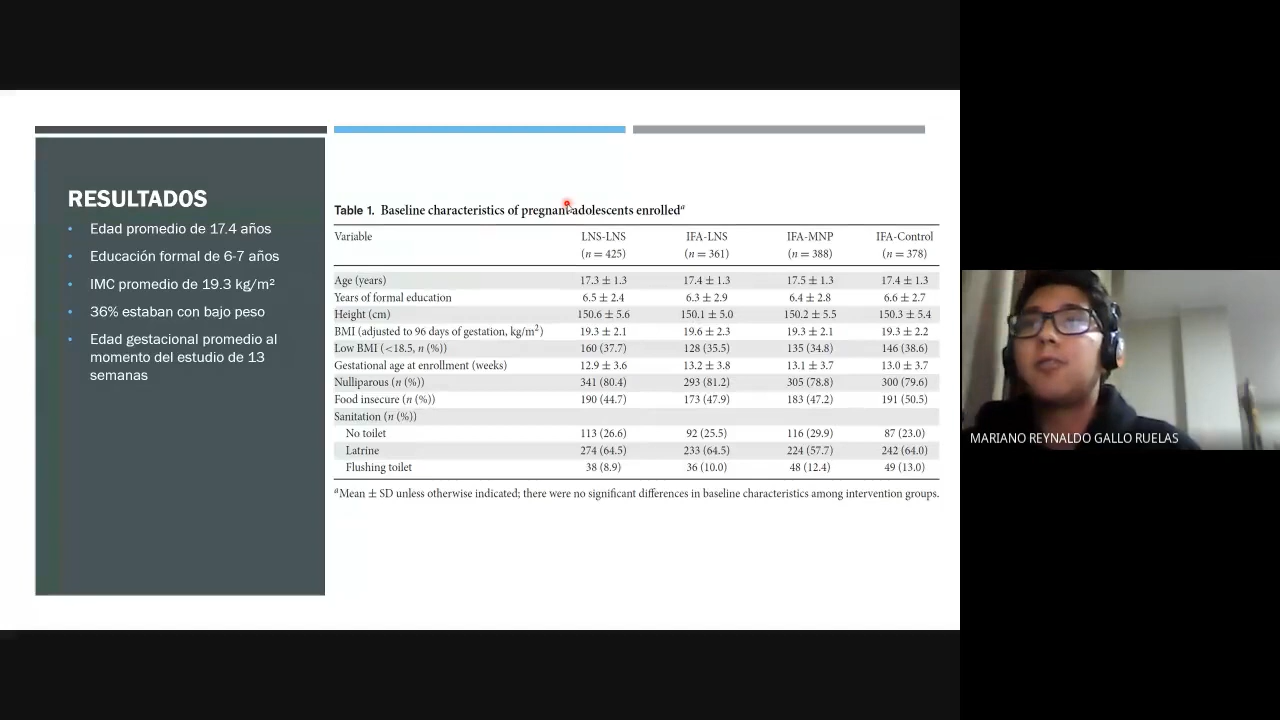 RESULTADOS
• Edad promedio de 17.4 años
• Educación formal de 6-7 años
• IMC promedio de 19.3 kg/m²
• 36% estaban con bajo peso
• Edad gestacional promedio al
momento del estudio de 13
semanas
Table 1. Baseline characteristics of pregnant adolescents enrolledᵃ
Variable LNS-LNS IFA-LNS IFA-MNP IFA-Control
(n = 425) (n = 361) (n = 388) (n = 378)
Age (years) 17.3 ± 1.3 17.4 ± 1.3 17.5 ± 1.3 17.4 ± 1.3
Years of formal education 6.5 ± 2.4 6.3 ± 2.9 6.4 ± 2.8 6.6 ± 2.7
Height (cm) 150.6 ± 5.6 150.1 ± 5.0 150.2 ± 5.5 150.3 ± 5.4
BMI (adjusted to 96 days of gestation, kg/m²) 19.3 ± 2.1 19.6 ± 2.3 19.3 ± 2.1 19.3 ± 2.2
Low BMI (<18.5, n (%)) 160 (37.7) 128 (35.5) 135 (34.8) 146 (38.6)
Gestational age at enrollment (weeks) 12.9 ± 3.6 13.2 ± 3.8 13.1 ± 3.7 13.0 ± 3.7
Nulliparous (n (%)) 341 (80.4) 293 (81.2) 305 (78.8) 300 (79.6)
Food insecure (n (%)) 190 (44.7) 173 (47.9) 183 (47.2) 191 (50.5)
Sanitation (n (%))
No toilet 113 (26.6) 92 (25.5) 116 (29.9) 87 (23.0)
Latrine 274 (64.5) 233 (64.5) 224 (57.7) 242 (64.0)
Flushing toilet 38 (8.9) 36 (10.0) 48 (12.4) 49 (13.0)
ᵃMean ± SD unless otherwise indicated; there were no significant differences in baseline characteristics among intervention groups.
MARIANO REYNALDO GALLO RUELAS